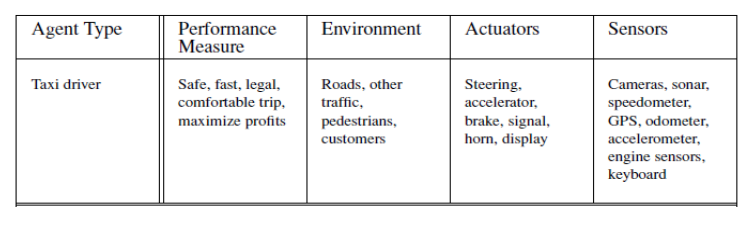 Agent Type
Performance
Measure
Environment
Actuators
Sensors
Taxi driver
Safe, fast, legal,
comfortable trip,
maximize profits
Roads, other
traffic,
pedestrians,
customers
Steering,
accelerator,
brake, signal,
horn, display
Cameras, sonar,
speedometer,
GPS, odometer,
accelerometer,
engine sensors,
keyboard